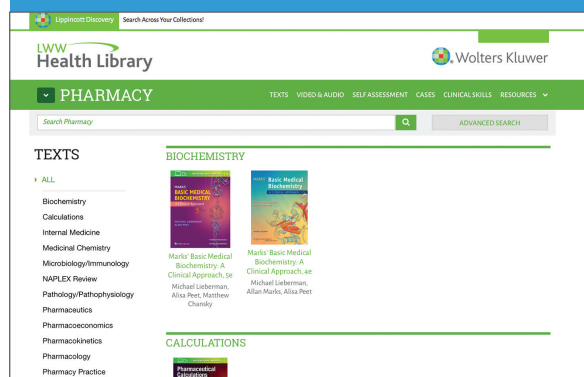 Lippincott Discovery Search Across Your Collections!
LWW
Health Library
Wolters Kluwer
PHARMACY
TEXTS VIDEO & AUDIO SELF ASSESSMENT CASES CLINICAL SKILLS RESOURCES
Search Pharmacy
ADVANCED SEARCH
TEXTS
ALL
Biochemistry
Calculations
Internal Medicine
Medicinal Chemistry
Microbiology/Immunology
NAPLEX Review
Pathology/Pathophysiology
Pharmaceutics
Pharmacoeconomics
Pharmacokinetics
Pharmacology
Pharmacy Practice
BIOCHEMISTRY
MARKS'
BASIC MEDICAL
BIOCHEMISTRY
Marks' Basic Medical
Biochemistry: A
Clinical Approach, 5e
Michael Lieberman,
Alisa Peet, Matthew
Chansky
MARKS' Basic Medical
Biochemistry
Marks' Basic Medical
Biochemistry: A
Clinical Approach, 4e
Michael Lieberman,
Allan Marks, Alisa Peet
CALCULATIONS
Pharmaceutical
Calculations